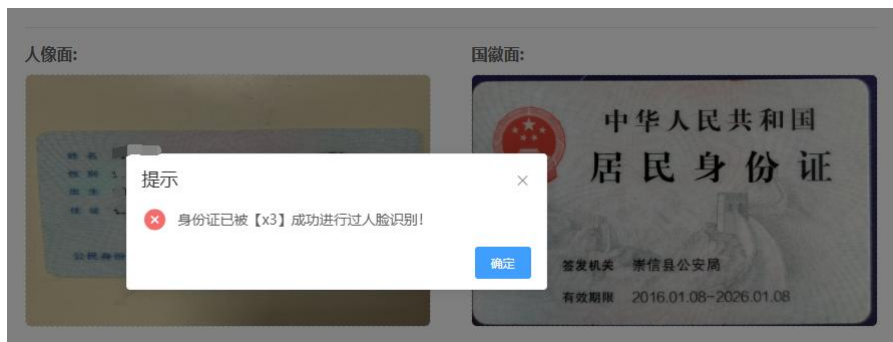 人像面:
国徽面:
中华人民共和国
居民身份证
姓名
提示
身份证已被【x3】成功进行过人脸识别!
确定
签发机关 崇信县公安局
有效期限 2016.01.08-2026.01.08